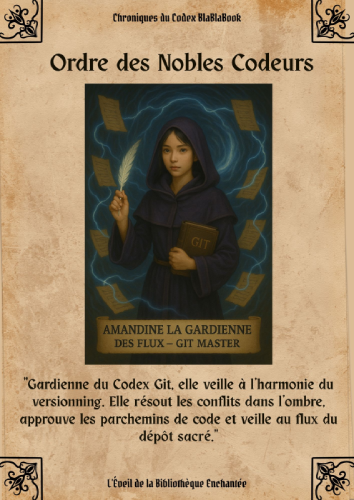 Chroniques du Codex BlaBlaBook
Ordre des Nobles Codeurs
GIT
AMANDINE LA GARDIENNE
DES FLUX – GIT MASTER
"Gardienne du Codex Git, elle veille à l'harmonie du
versionning. Elle résout les conflits dans l'ombre,
approuve les parchemins de code et veille au flux du
dépôt sacré."
L'Éveil de la Bibliothèque Enchantée